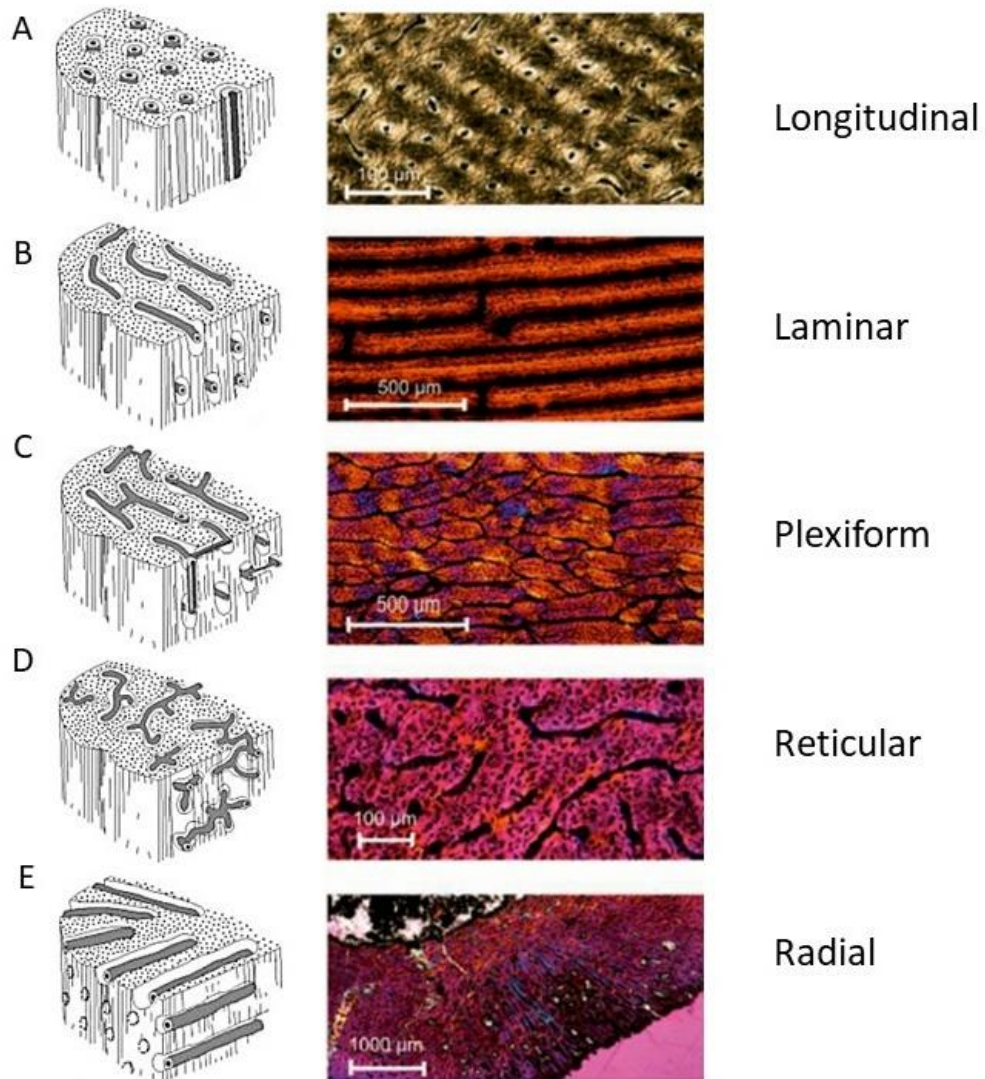 A
100 µm
Longitudinal
B
500 µm
Laminar
C
500 µm
Plexiform
D
100 µm
Reticular
E
1000 µm
Radial